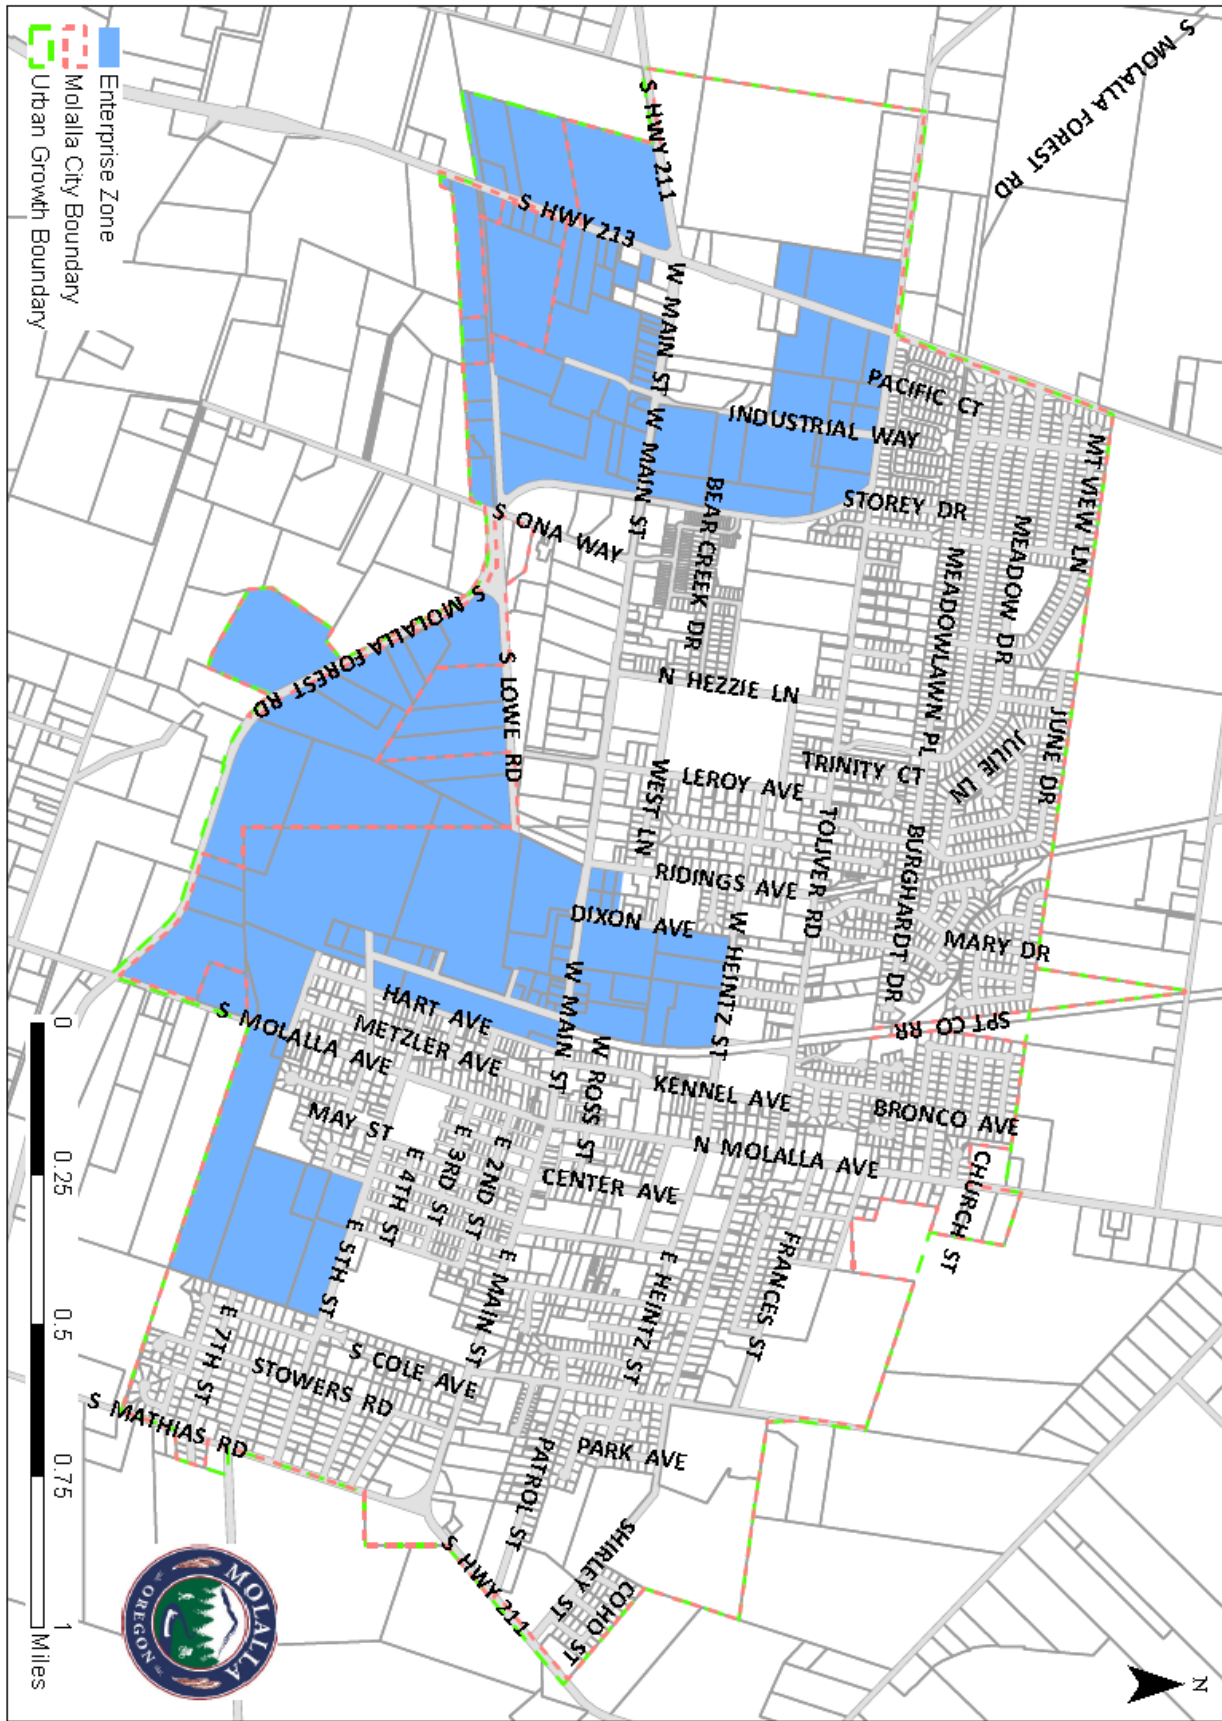 S MOLALLA FOREST RD
S HWY 211
S HWY 213
W MAIN ST
W MAIN ST
PACIFIC CT
INDUSTRIAL WAY
MT VIEW LN
STOREY DR
MEADOW DR
BEAR CREEK DR
S ONA WAY
MEADOWLAWN PL
S MOLALLA FOREST RD
S LOWE RD
N HEZZIE LN
JUNE DR
JULIE LN
TRINITY CT
LEROY AVE
WEST LN
TOLIVER RD
BURGHARDT DR
RIDINGS AVE
DIXON AVE
W HEINTZ ST
MARY DR
W MAIN ST
HART AVE
METZLER AVE
S MOLALLA AVE
SPT CO RR
W ROSS ST
KENNEL AVE
BRONCO AVE
MAY ST
E 4TH ST
E 3RD ST
E 2ND ST
CENTER AVE
N MOLALLA AVE
CHURCH ST
E 5TH ST
E MAIN ST
E HEINTZ ST
FRANCES ST
E 7TH ST
STOWERS RD
S COLE AVE
S MATHIAS RD
PATROL ST
PARK AVE
S HWY 211
SHIRLEY ST
COHO ST
Enterprise Zone
Molalla City Boundary
Urban Growth Boundary
0 0.25 0.5 0.75 1
Miles
MOLALLA
OREGON
N